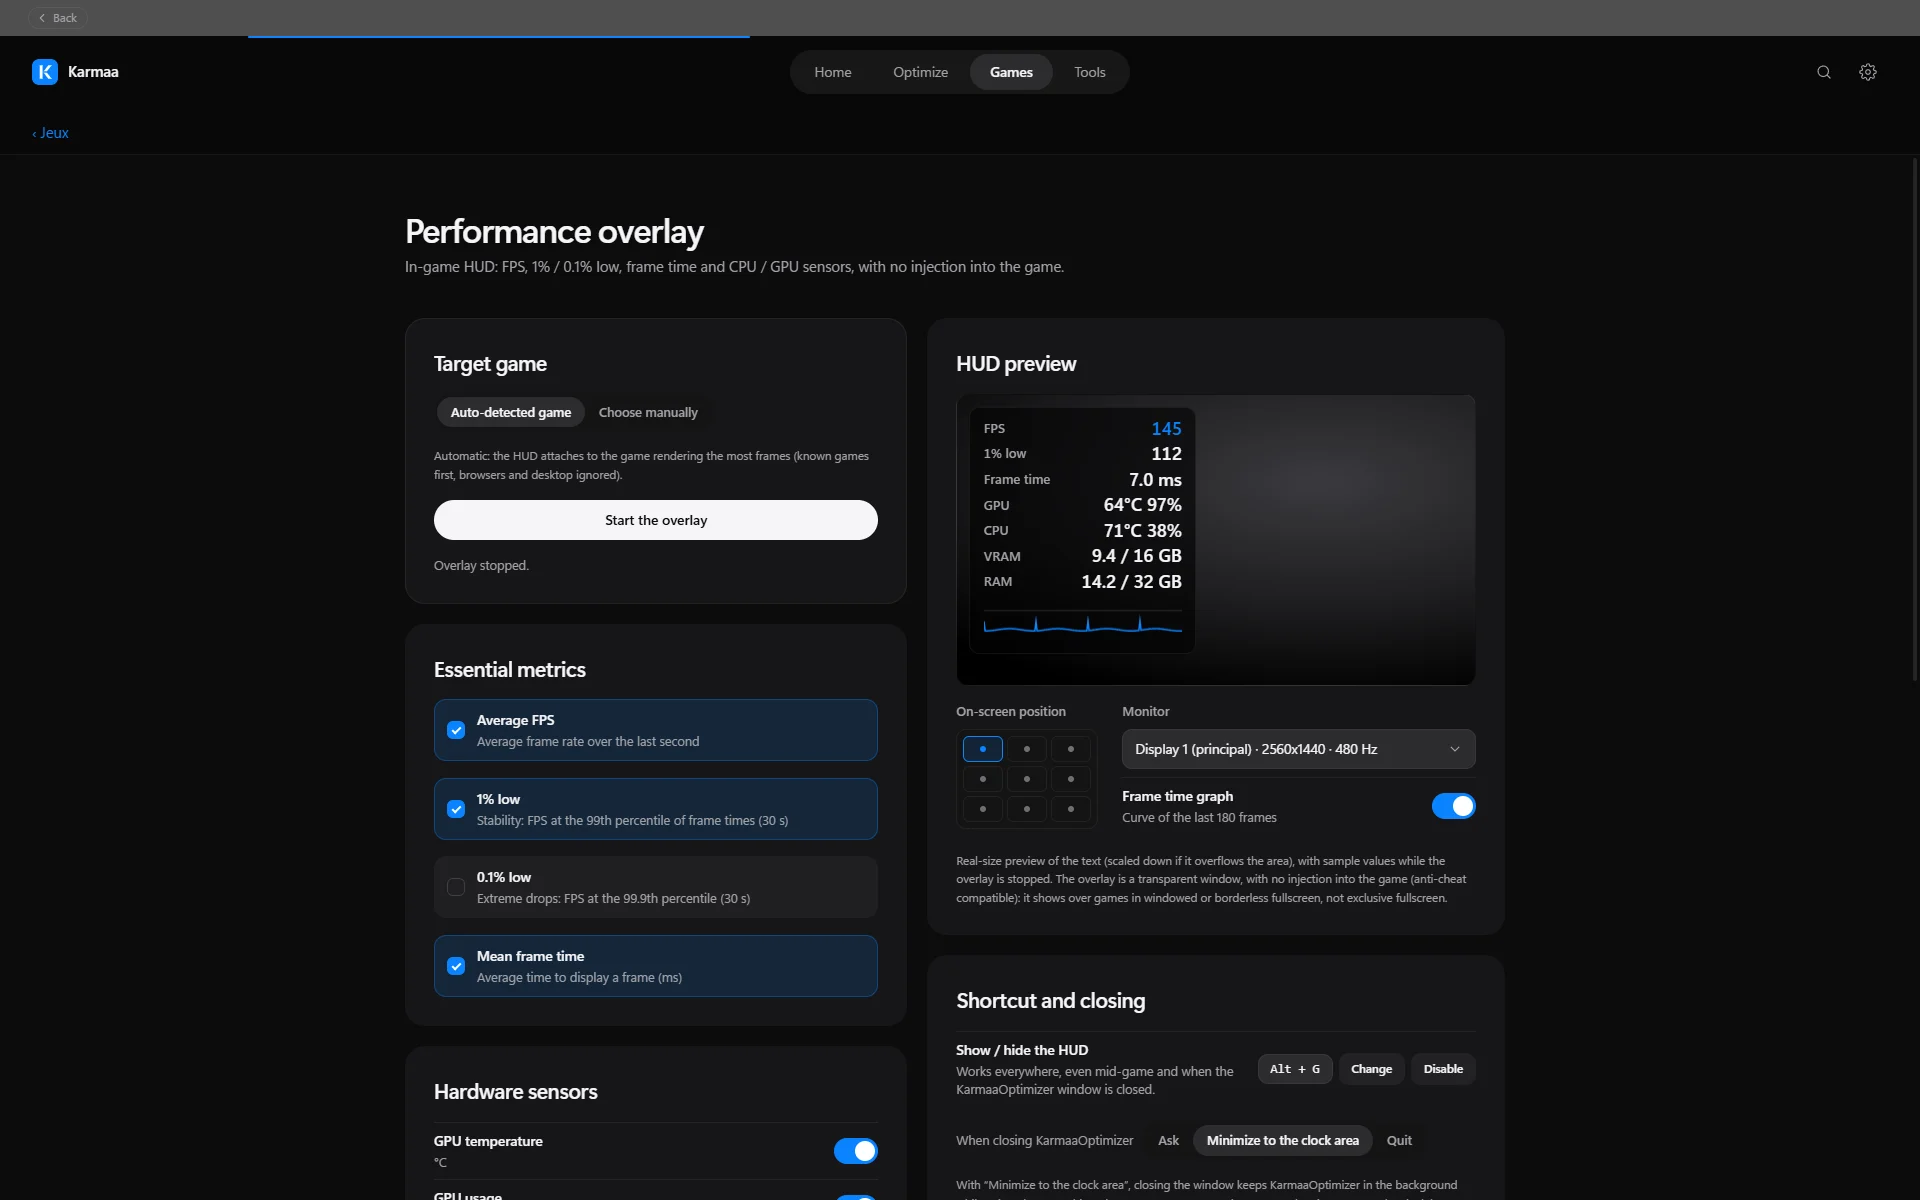 Back
Karmaa
Home
Optimize
Games
Tools
‹ Jeux
Performance overlay
In-game HUD: FPS, 1% / 0.1% low, frame time and CPU / GPU sensors, with no injection into the game.
Target game
Auto-detected game
Choose manually
Automatic: the HUD attaches to the game rendering the most frames (known games
first, browsers and desktop ignored).
Start the overlay
Overlay stopped.
Essential metrics
Average FPS
Average frame rate over the last second
1% low
Stability: FPS at the 99th percentile of frame times (30 s)
0.1% low
Extreme drops: FPS at the 99.9th percentile (30 s)
Mean frame time
Average time to display a frame (ms)
Hardware sensors
GPU temperature
°C
GPU usage
HUD preview
FPS 145
1% low 112
Frame time 7.0 ms
GPU 64°C 97%
CPU 71°C 38%
VRAM 9.4 / 16 GB
RAM 14.2 / 32 GB
On-screen position
Monitor
Display 1 (principal) · 2560x1440 · 480 Hz
Frame time graph
Curve of the last 180 frames
Real-size preview of the text (scaled down if it overflows the area), with sample values while the
overlay is stopped. The overlay is a transparent window, with no injection into the game (anti-cheat
compatible): it shows over games in windowed or borderless fullscreen, not exclusive fullscreen.
Shortcut and closing
Show / hide the HUD
Works everywhere, even mid-game and when the
KarmaaOptimizer window is closed.
Alt + G
Change
Disable
When closing KarmaaOptimizer
Ask
Minimize to the clock area
Quit
With "Minimize to the clock area", closing the window keeps KarmaaOptimizer in the background